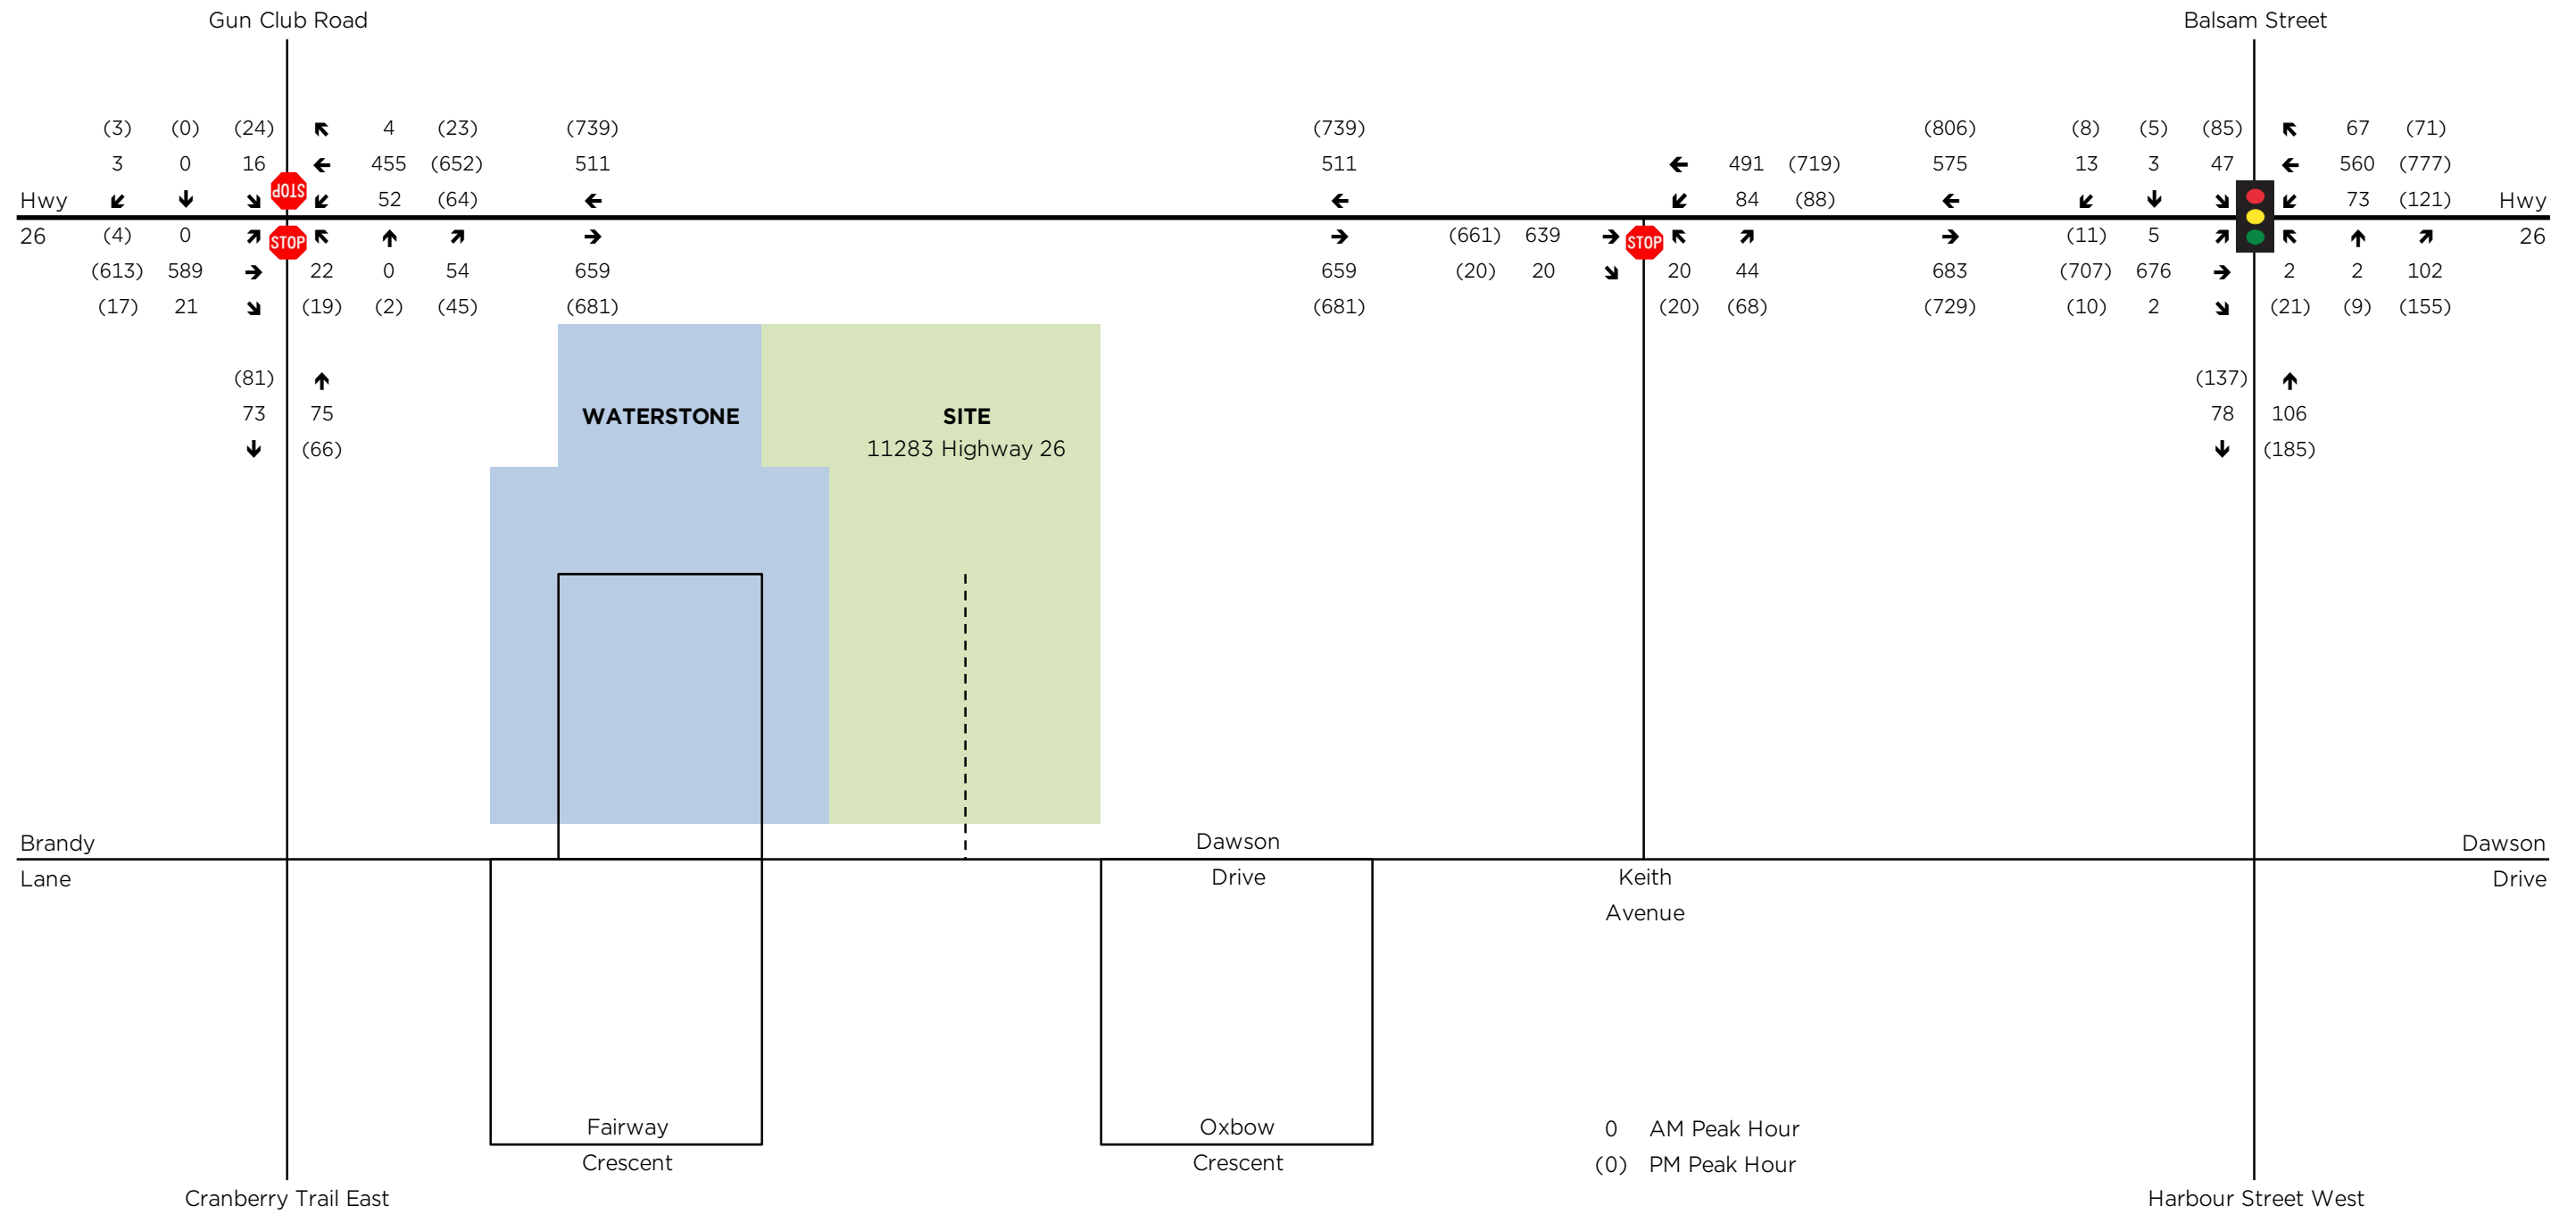 Gun Club Road Balsam Street
(3) (0) (24) 4 (23) (739) (739) (806) (8) (5) (85) 67 (71)
3 0 16 455 (652) 511 511 491 (719) 575 13 3 47 560 (777)
STOP
Hwy 52 (64) 84 (88) 73 (121) Hwy
26 (4) 0 STOP (661) 639 STOP (11) 5 26
(613) 589 22 0 54 659 659 (20) 20 20 44 683 (707) 676 2 2 102
(17) 21 (19) (2) (45) (681) (681) (20) (68) (729) (10) 2 (21) (9) (155)
(81) (137)
73 75 WATERSTONE SITE 78 106
(66) 11283 Highway 26 (185)
Brandy Dawson Dawson
Lane Drive Keith Drive
Avenue
Fairway Oxbow 0 AM Peak Hour
Crescent Crescent (0) PM Peak Hour
Cranberry Trail East Harbour Street West